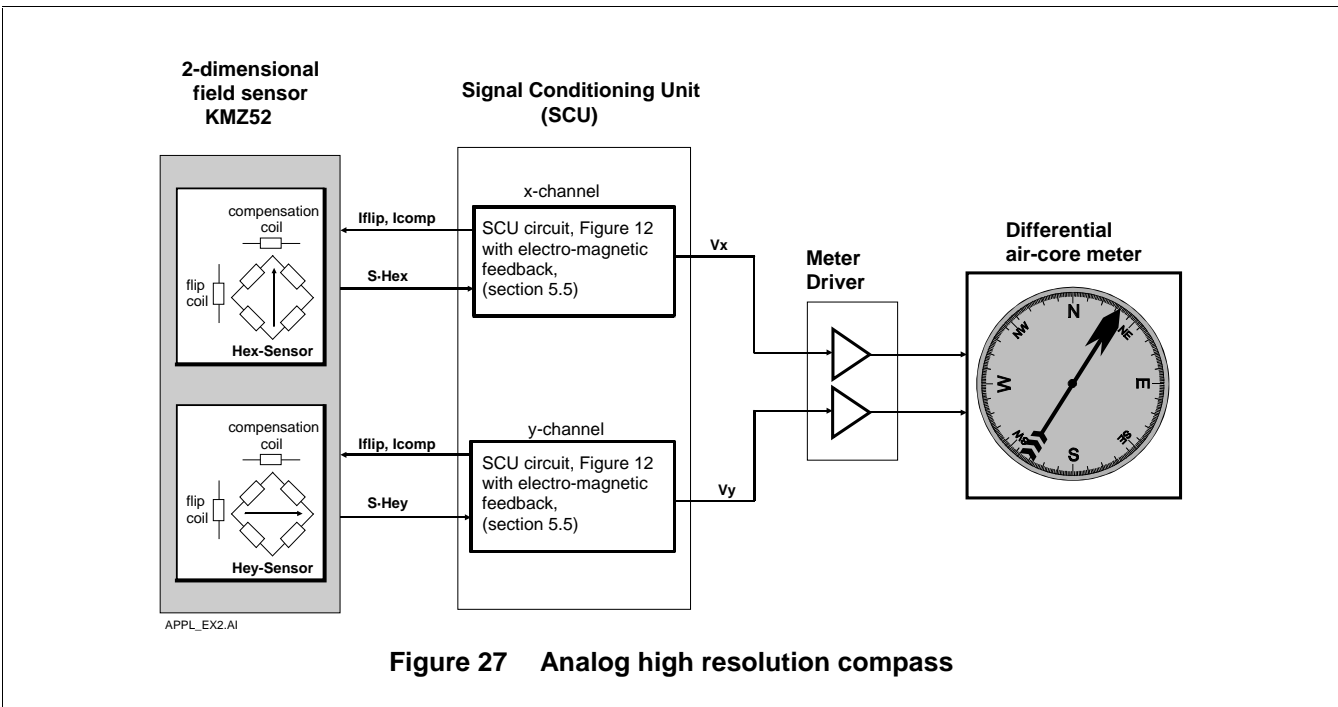 2-dimensional
field sensor
KMZ52
Signal Conditioning Unit
(SCU)
compensation
coil
flip
coil
Hex-Sensor
Iflip, Icomp
S·Hex
x-channel
SCU circuit, Figure 12
with electro-magnetic
feedback,
(section 5.5)
Vx
compensation
coil
flip
coil
Hey-Sensor
Iflip, Icomp
S·Hey
y-channel
SCU circuit, Figure 12
with electro-magnetic
feedback,
(section 5.5)
Vy
Meter
Driver
Differential
air-core meter
N
NE
E
SE
S
SW
W
NW
APPL_EX2.AI
Figure 27 Analog high resolution compass